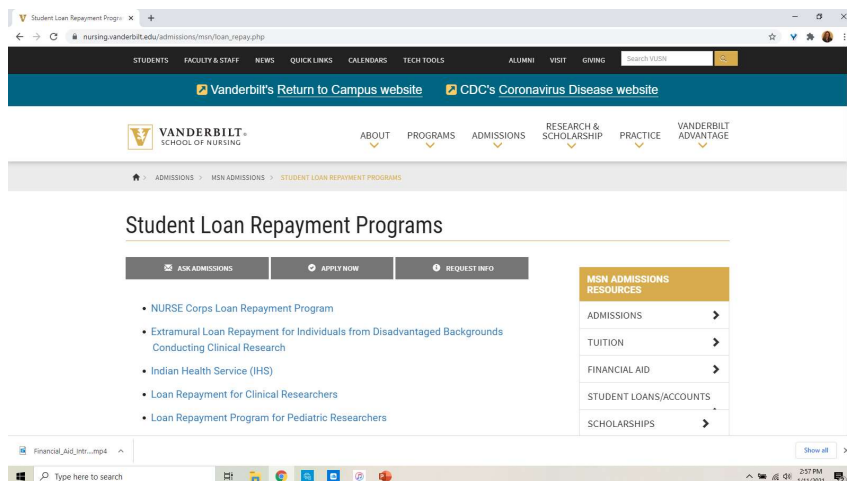 Student Loan Repayment Progra
nursing.vanderbilt.edu/admissions/msn/loan_repay.php
STUDENTS FACULTY & STAFF NEWS QUICK LINKS CALENDARS TECH TOOLS ALUMNI VISIT GIVING Search VUSN
Vanderbilt's Return to Campus website CDC's Coronavirus Disease website
VANDERBILT
SCHOOL OF NURSING
ABOUT PROGRAMS ADMISSIONS RESEARCH & SCHOLARSHIP PRACTICE VANDERBILT ADVANTAGE
ADMISSIONS > MSN ADMISSIONS > STUDENT LOAN REPAYMENT PROGRAMS
Student Loan Repayment Programs
ASK ADMISSIONS APPLY NOW REQUEST INFO
• NURSE Corps Loan Repayment Program
• Extramural Loan Repayment for Individuals from Disadvantaged Backgrounds
Conducting Clinical Research
• Indian Health Service (IHS)
• Loan Repayment for Clinical Researchers
• Loan Repayment Program for Pediatric Researchers
MSN ADMISSIONS
RESOURCES
ADMISSIONS
TUITION
FINANCIAL AID
STUDENT LOANS/ACCOUNTS
SCHOLARSHIPS
Financial_Aid_Intr....mp4 Show all
Type here to search
2:57 PM
1/11/2021